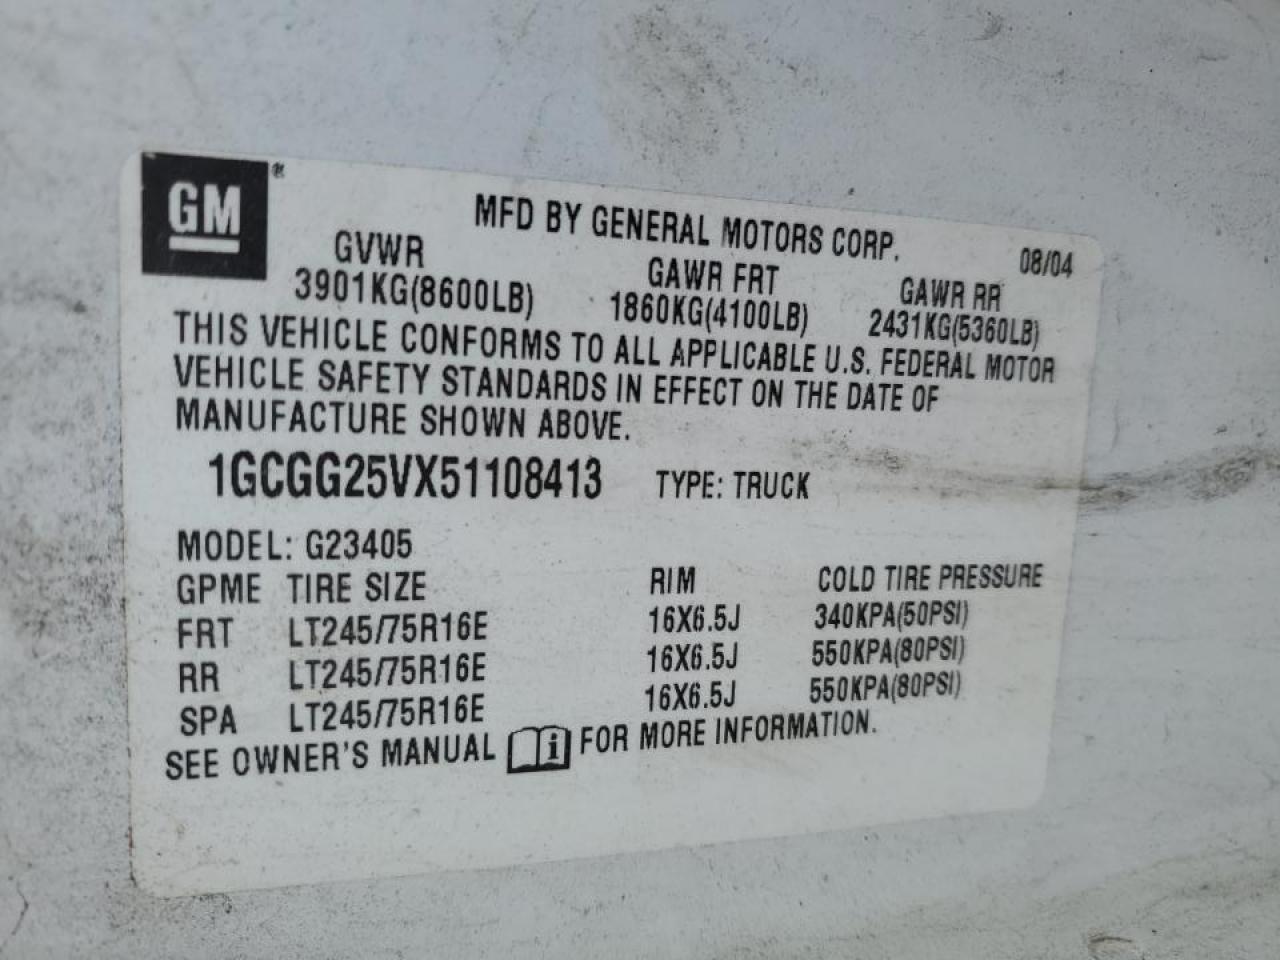 GM®
MFD BY GENERAL MOTORS CORP.
08/04
GVWR GAWR FRT GAWR RR
3901KG(8600LB) 1860KG(4100LB) 2431KG(5360LB)
THIS VEHICLE CONFORMS TO ALL APPLICABLE U.S. FEDERAL MOTOR
VEHICLE SAFETY STANDARDS IN EFFECT ON THE DATE OF
MANUFACTURE SHOWN ABOVE.
1GCGG25VX51108413 TYPE: TRUCK
MODEL: G23405
GPME TIRE SIZE RIM COLD TIRE PRESSURE
FRT LT245/75R16E 16X6.5J 340KPA(50PSI)
RR LT245/75R16E 16X6.5J 550KPA(80PSI)
SPA LT245/75R16E 16X6.5J 550KPA(80PSI)
SEE OWNER'S MANUAL i FOR MORE INFORMATION.